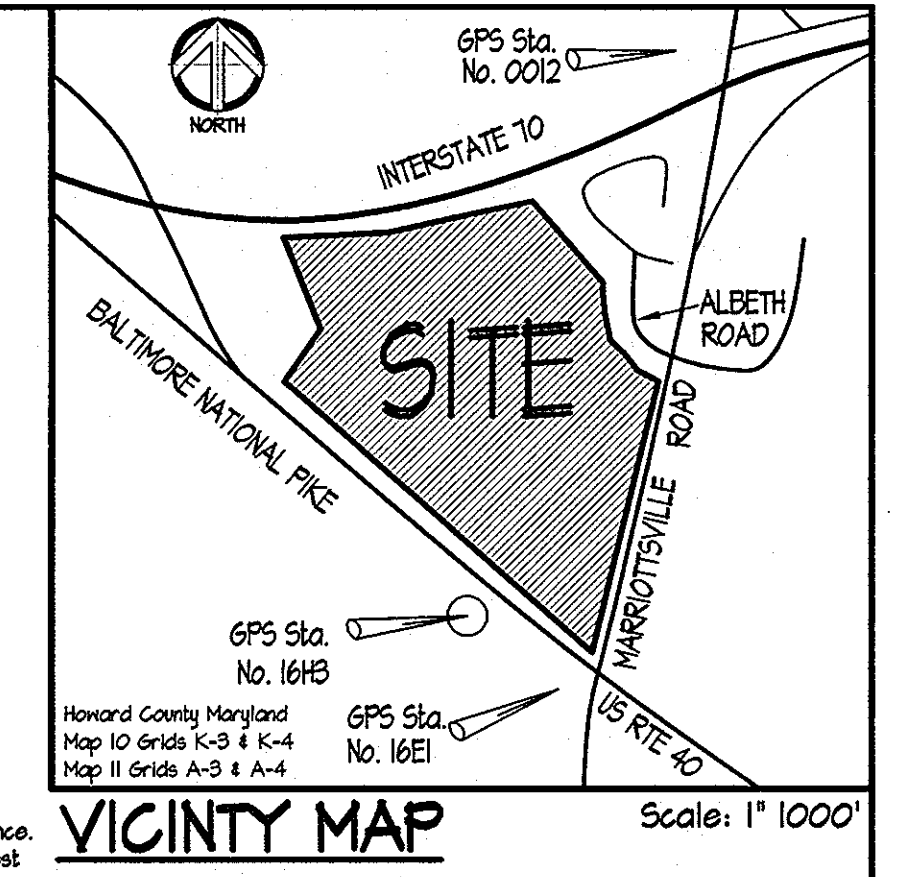 GPS Sta.
No. 0012
NORTH
INTERSTATE 70
ALBETH
ROAD
SITE
BALTIMORE NATIONAL PIKE
MARRIOTTSVILLE ROAD
GPS Sta.
No. 16H3
GPS Sta.
No. 16E1
US RTE 40
Howard County Maryland
Map 10 Grids K-3 & K-4
Map 11 Grids A-3 & A-4
VICINTY MAP
Scale: 1" 1000'